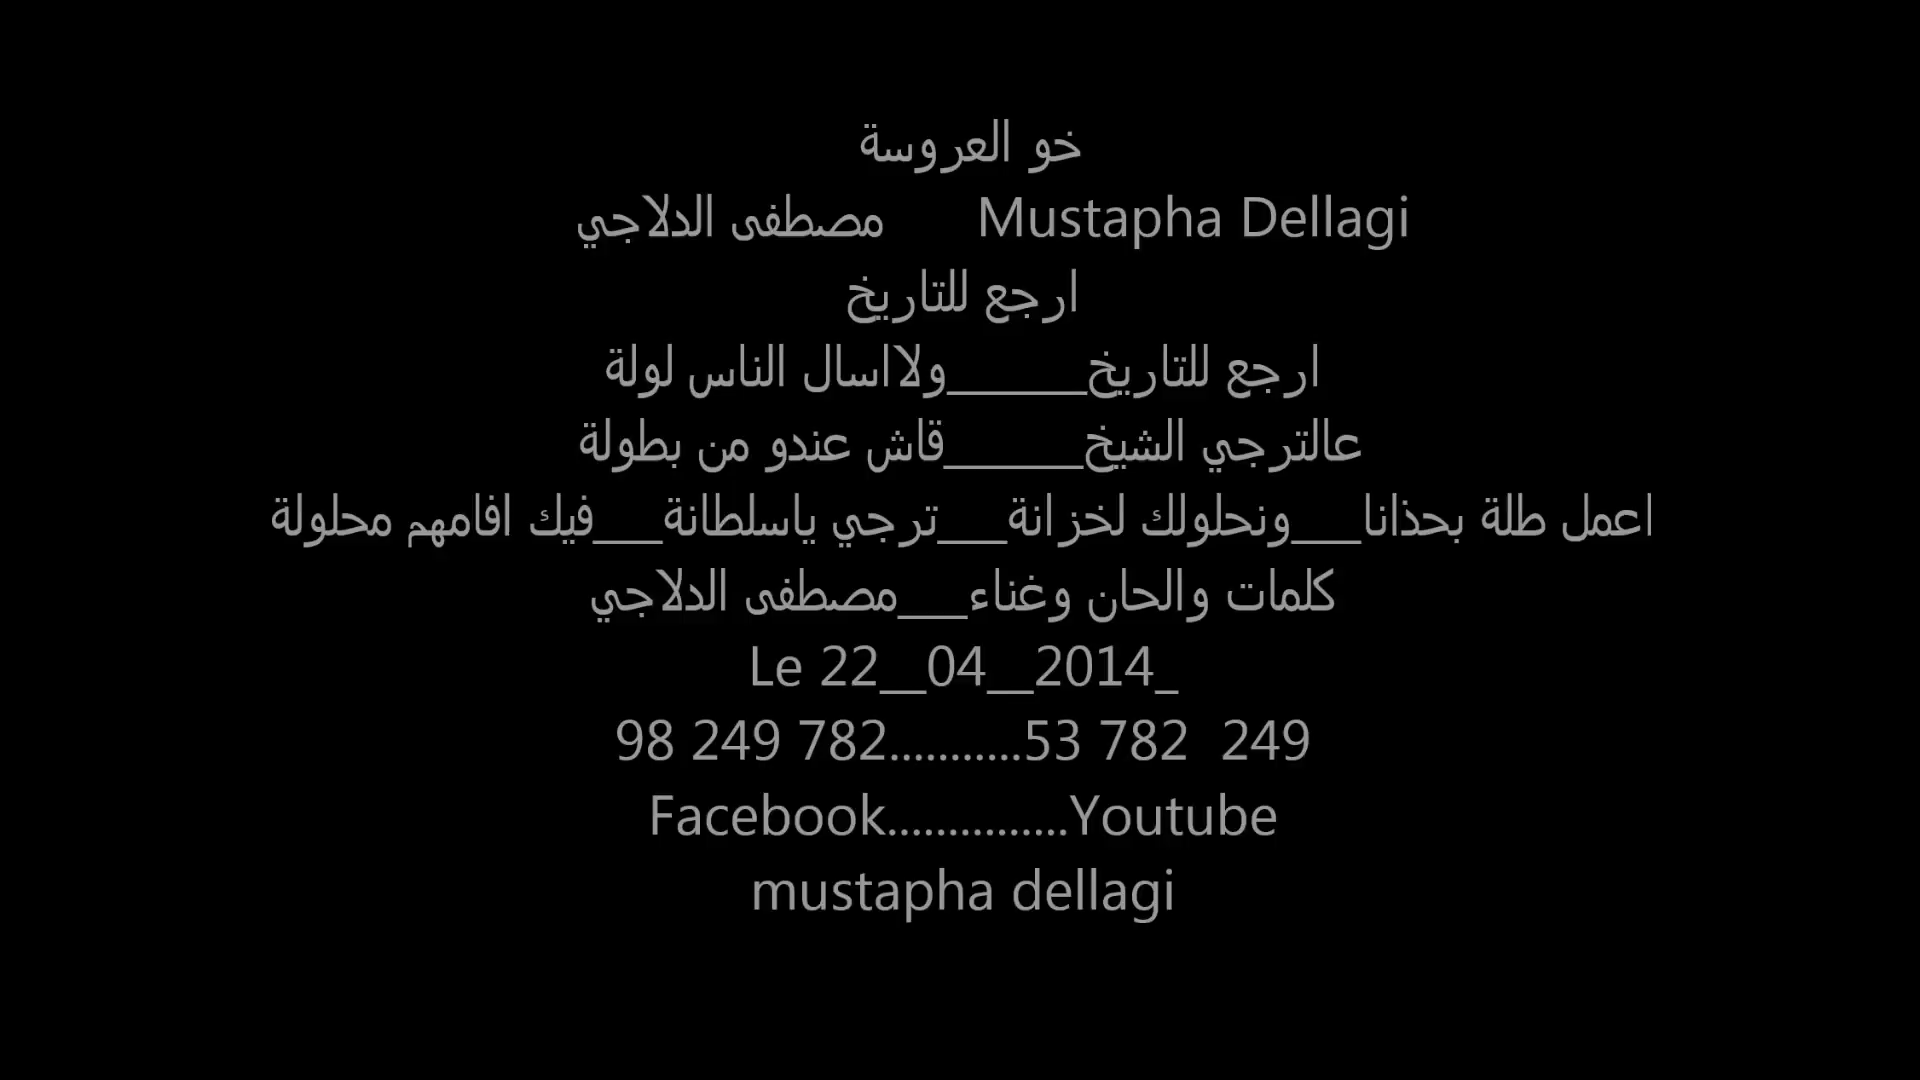 خو العروسة
مصطفى الدلاجي      Mustapha Dellagi
ارجع للتاريخ
ارجع للتاريخ______ولااسال الناس لولة
عالترجي الشيخ______قاش عندو من بطولة
اعمل طلة بحذانا___ونحلولك لخزانة___ترجي ياسلطانة___فيك افامهم محلولة
كلمات والحان وغناء___مصطفى الدلاجي
Le 22__04__2014_
98 249 782...........53 782  249
Facebook...............Youtube
mustapha dellagi